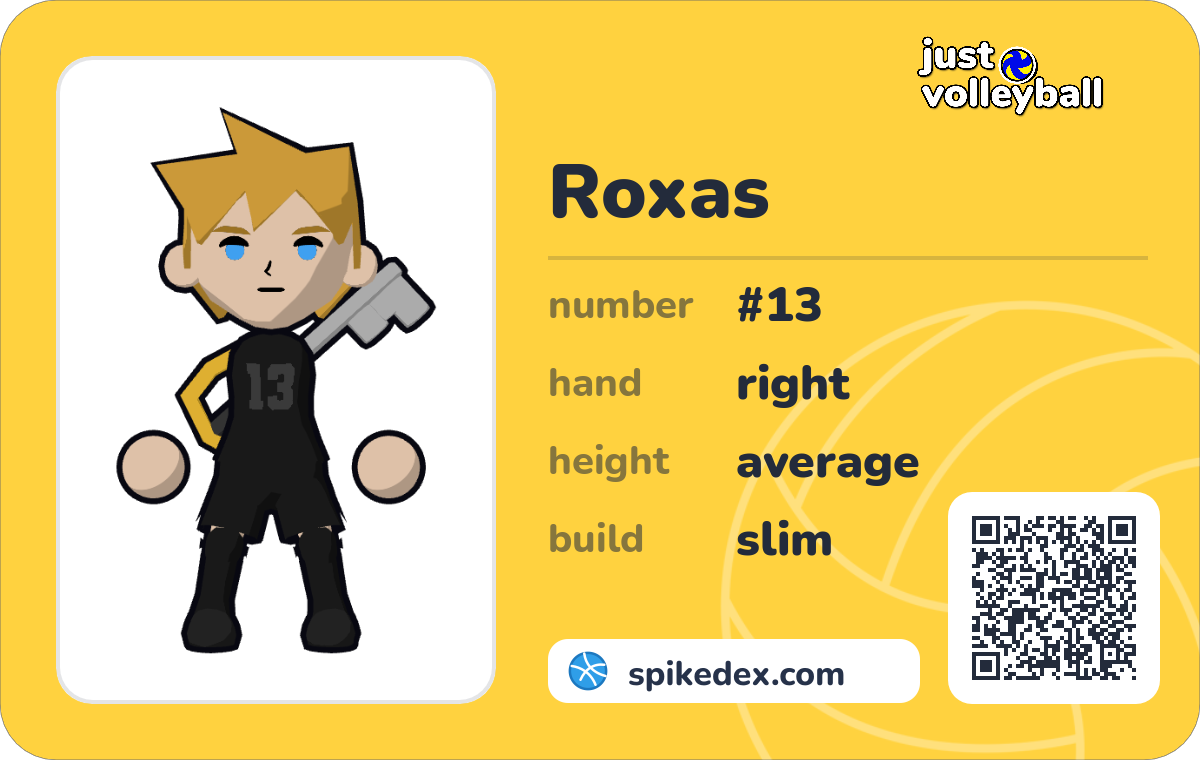 just
volleyball
Roxas
number #13
hand right
height average
build slim
13
spikedex.com